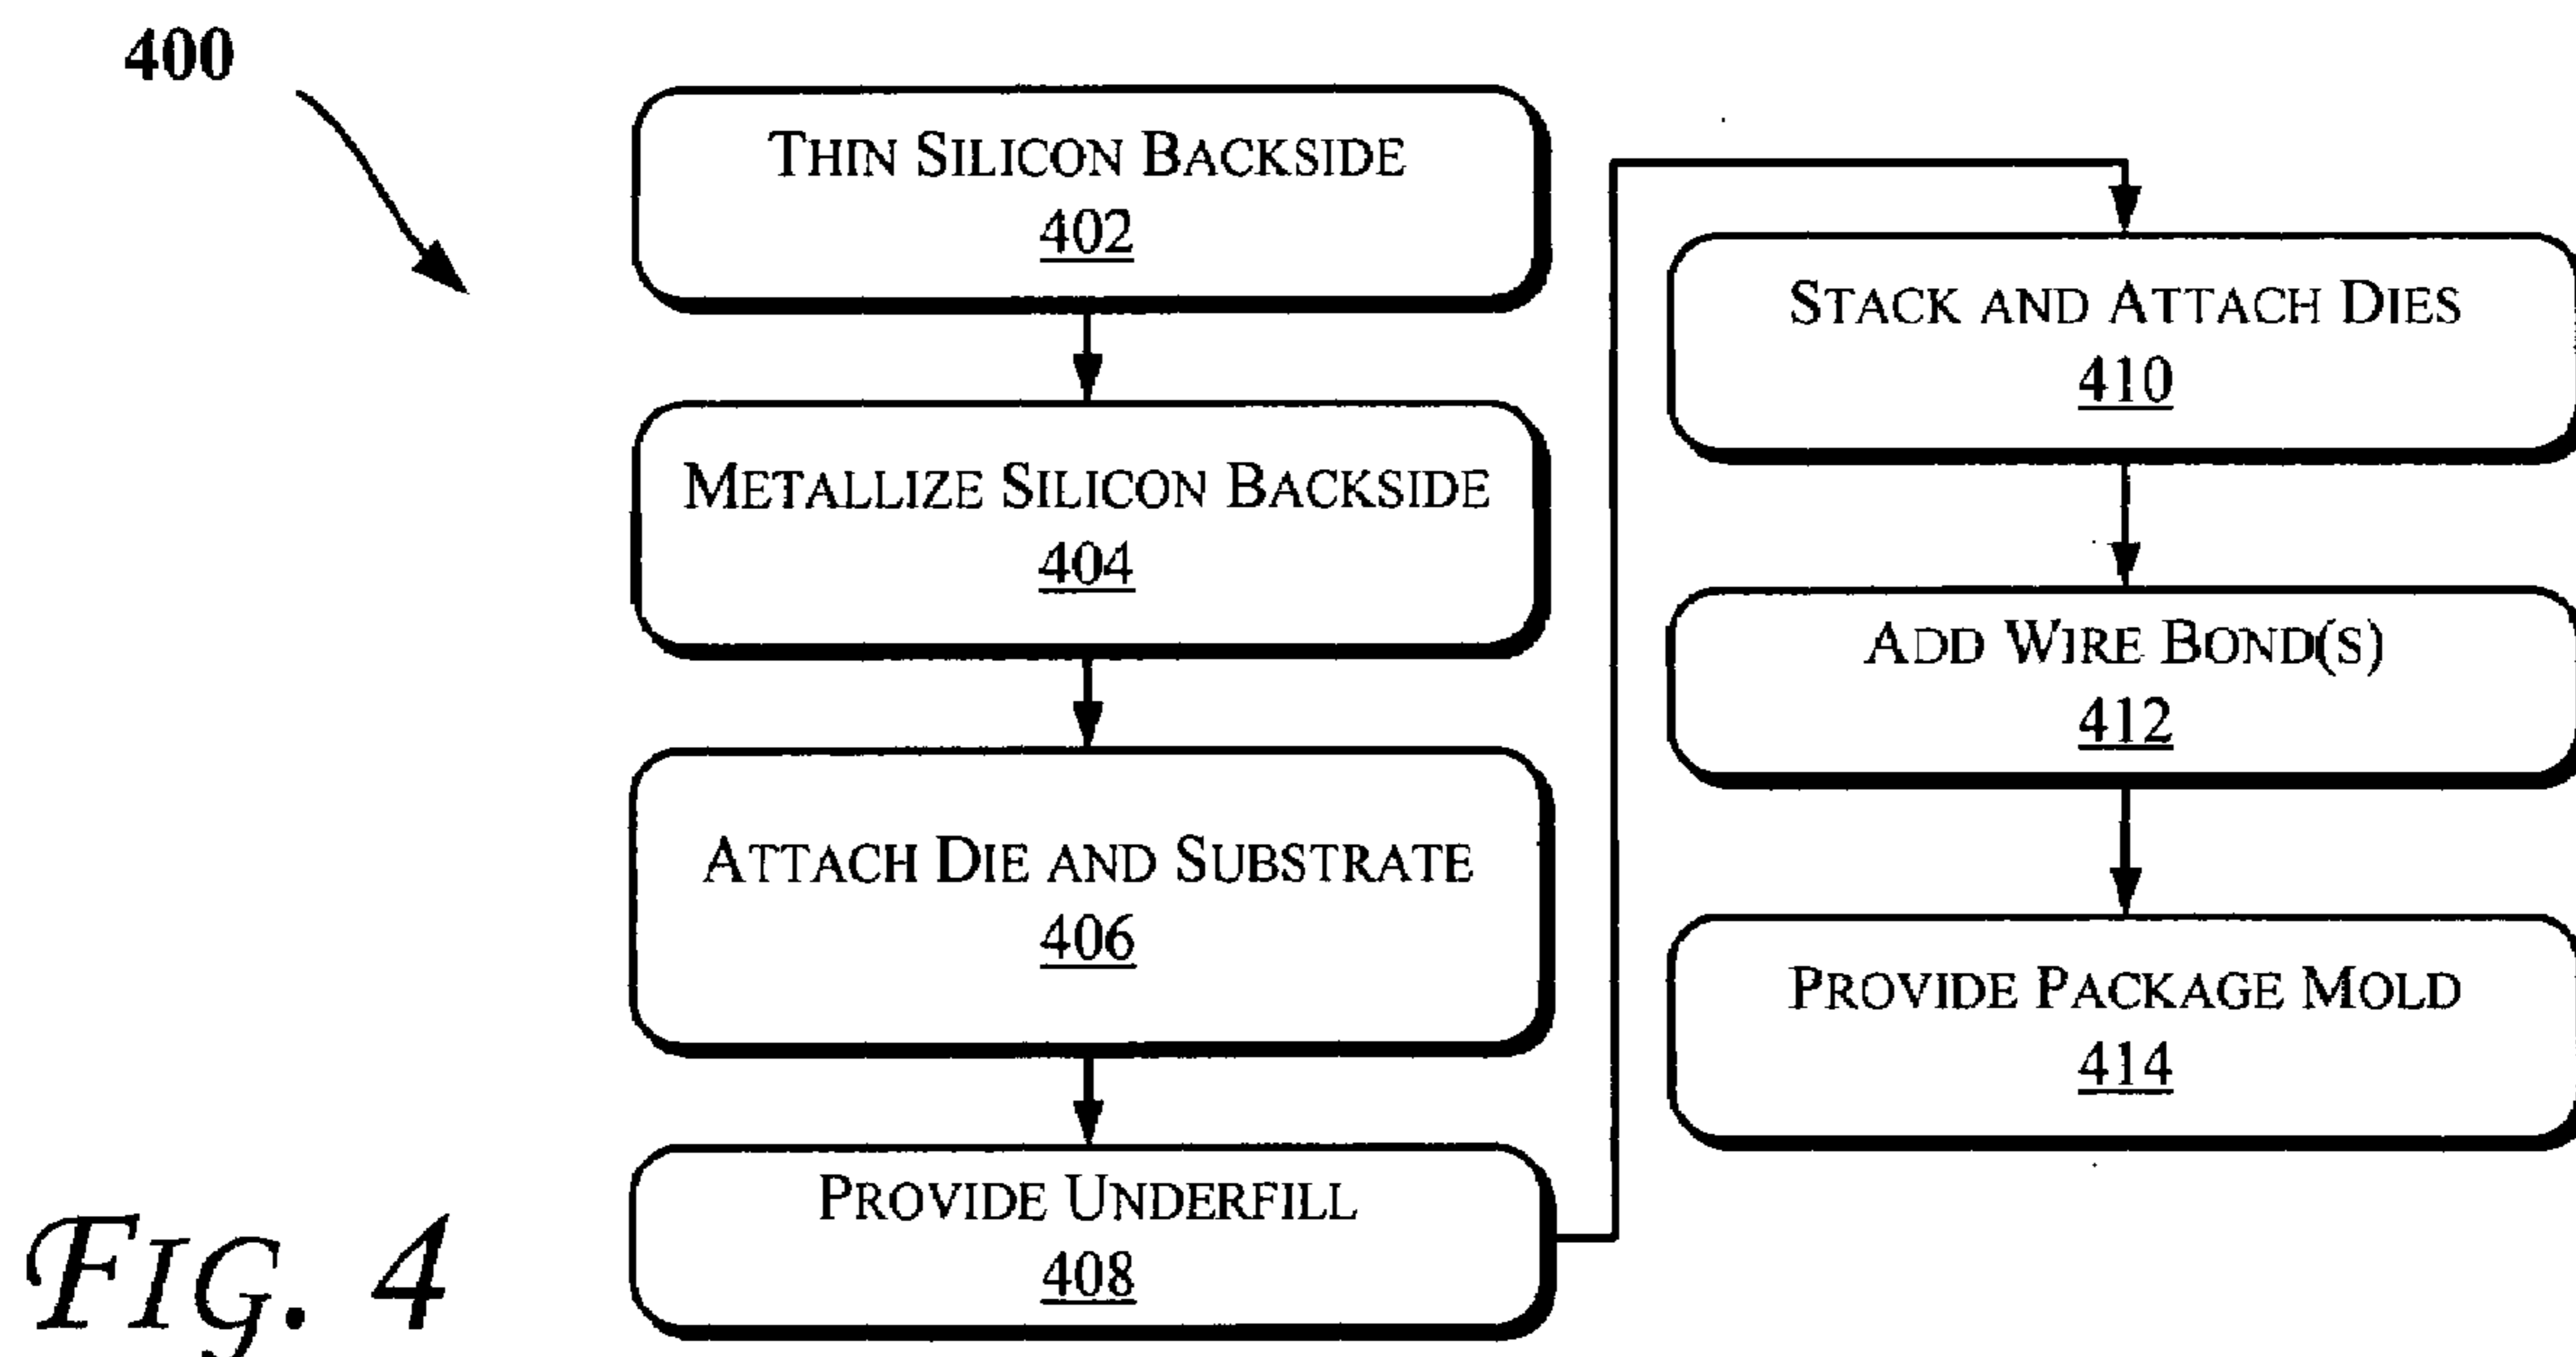 400
THIN SILICON BACKSIDE
402
METALLIZE SILICON BACKSIDE
404
ATTACH DIE AND SUBSTRATE
406
PROVIDE UNDERFILL
408
STACK AND ATTACH DIES
410
ADD WIRE BOND(S)
412
PROVIDE PACKAGE MOLD
414
FIG. 4